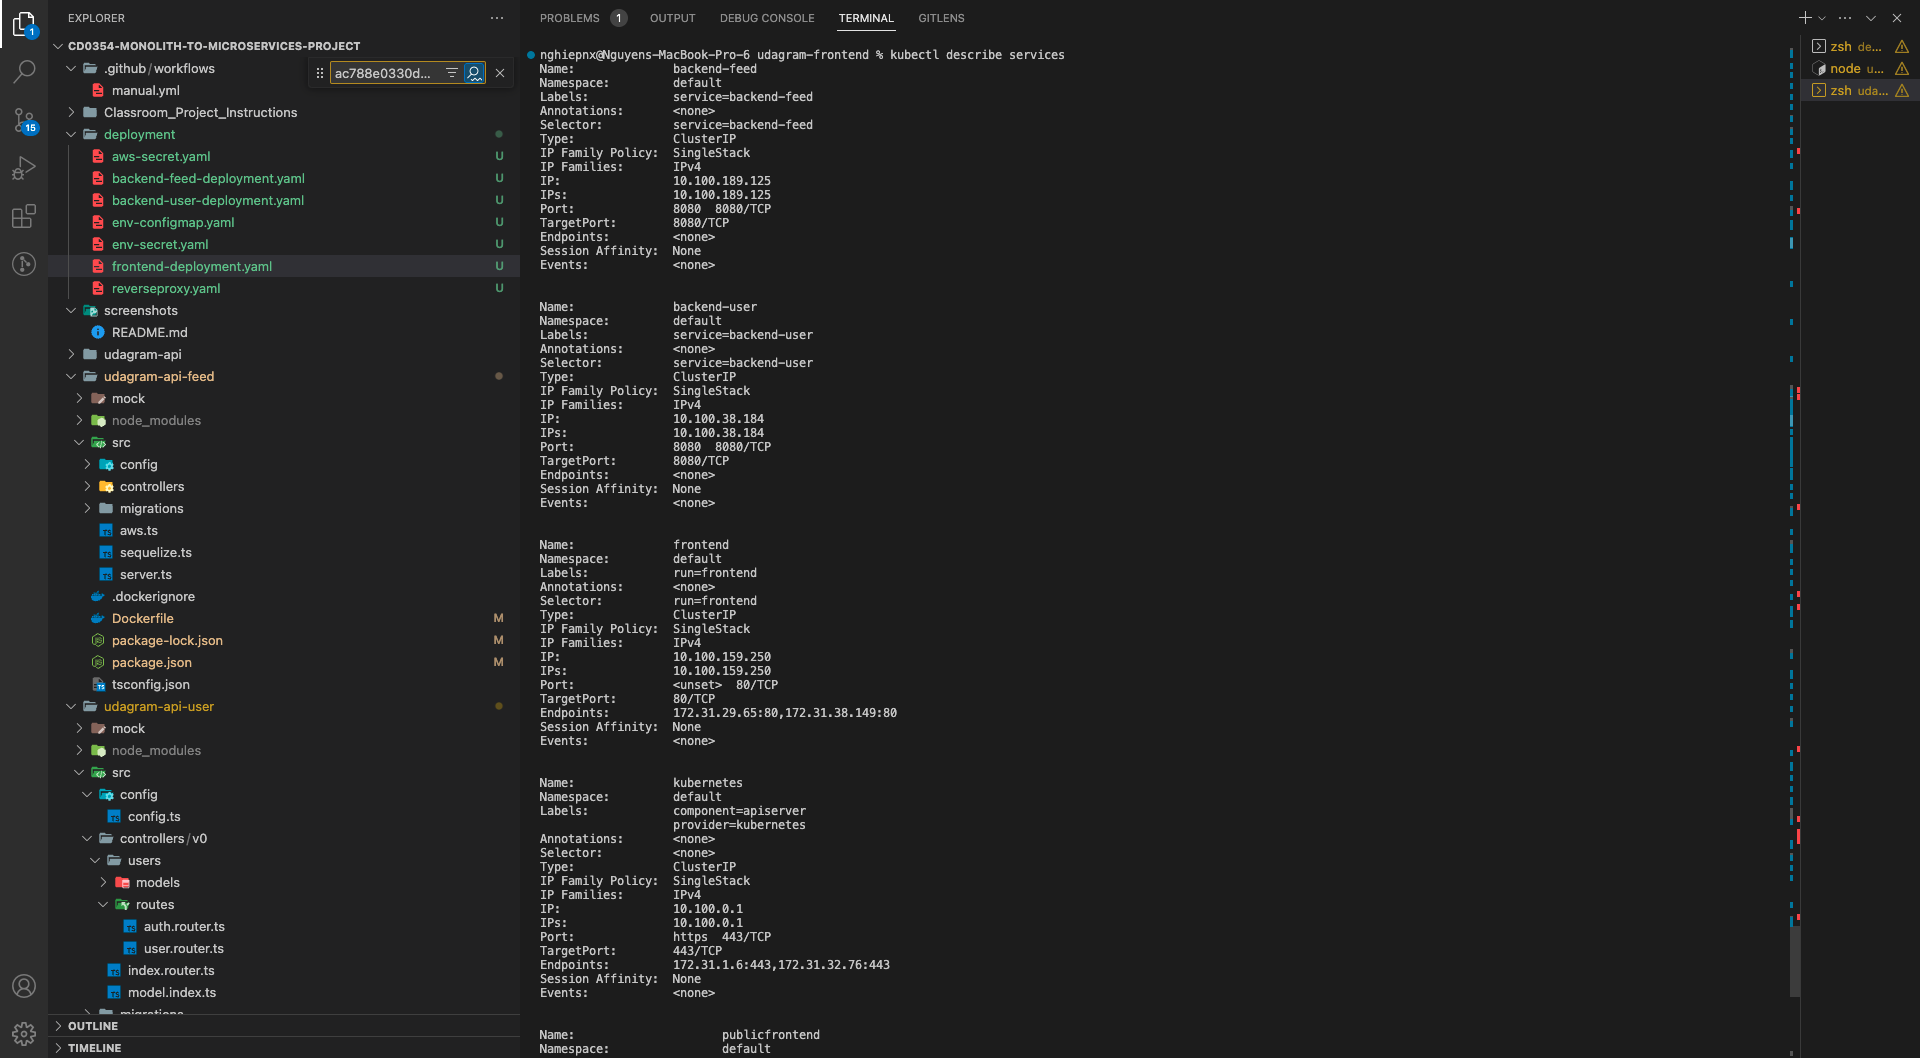 EXPLORER
CD0354-MONOLITH-TO-MICROSERVICES-PROJECT
.github/workflows
manual.yml
Classroom_Project_Instructions
deployment
aws-secret.yaml U
backend-feed-deployment.yaml U
backend-user-deployment.yaml U
env-configmap.yaml U
env-secret.yaml U
frontend-deployment.yaml U
reverseproxy.yaml U
screenshots
README.md
udagram-api
udagram-api-feed
mock
node_modules
src
config
controllers
migrations
aws.ts
sequelize.ts
server.ts
.dockerignore
Dockerfile M
package-lock.json M
package.json M
tsconfig.json
udagram-api-user
mock
node_modules
src
config
config.ts
controllers/v0
users
models
routes
auth.router.ts
user.router.ts
index.router.ts
model.index.ts
migrations
OUTLINE
TIMELINE
1
15
ac788e0330d...
PROBLEMS 1 OUTPUT DEBUG CONSOLE TERMINAL GITLENS
nghiepnx@Nguyens-MacBook-Pro-6 udagram-frontend % kubectl describe services
Name: backend-feed
Namespace: default
Labels: service=backend-feed
Annotations: <none>
Selector: service=backend-feed
Type: ClusterIP
IP Family Policy: SingleStack
IP Families: IPv4
IP: 10.100.189.125
IPs: 10.100.189.125
Port: 8080 8080/TCP
TargetPort: 8080/TCP
Endpoints: <none>
Session Affinity: None
Events: <none>
Name: backend-user
Namespace: default
Labels: service=backend-user
Annotations: <none>
Selector: service=backend-user
Type: ClusterIP
IP Family Policy: SingleStack
IP Families: IPv4
IP: 10.100.38.184
IPs: 10.100.38.184
Port: 8080 8080/TCP
TargetPort: 8080/TCP
Endpoints: <none>
Session Affinity: None
Events: <none>
Name: frontend
Namespace: default
Labels: run=frontend
Annotations: <none>
Selector: run=frontend
Type: ClusterIP
IP Family Policy: SingleStack
IP Families: IPv4
IP: 10.100.159.250
IPs: 10.100.159.250
Port: <unset> 80/TCP
TargetPort: 80/TCP
Endpoints: 172.31.29.65:80,172.31.38.149:80
Session Affinity: None
Events: <none>
Name: kubernetes
Namespace: default
Labels: component=apiserver
provider=kubernetes
Annotations: <none>
Selector: <none>
Type: ClusterIP
IP Family Policy: SingleStack
IP Families: IPv4
IP: 10.100.0.1
IPs: 10.100.0.1
Port: https 443/TCP
TargetPort: 443/TCP
Endpoints: 172.31.1.6:443,172.31.32.76:443
Session Affinity: None
Events: <none>
Name: publicfrontend
Namespace: default
zsh de...
node u...
zsh uda...